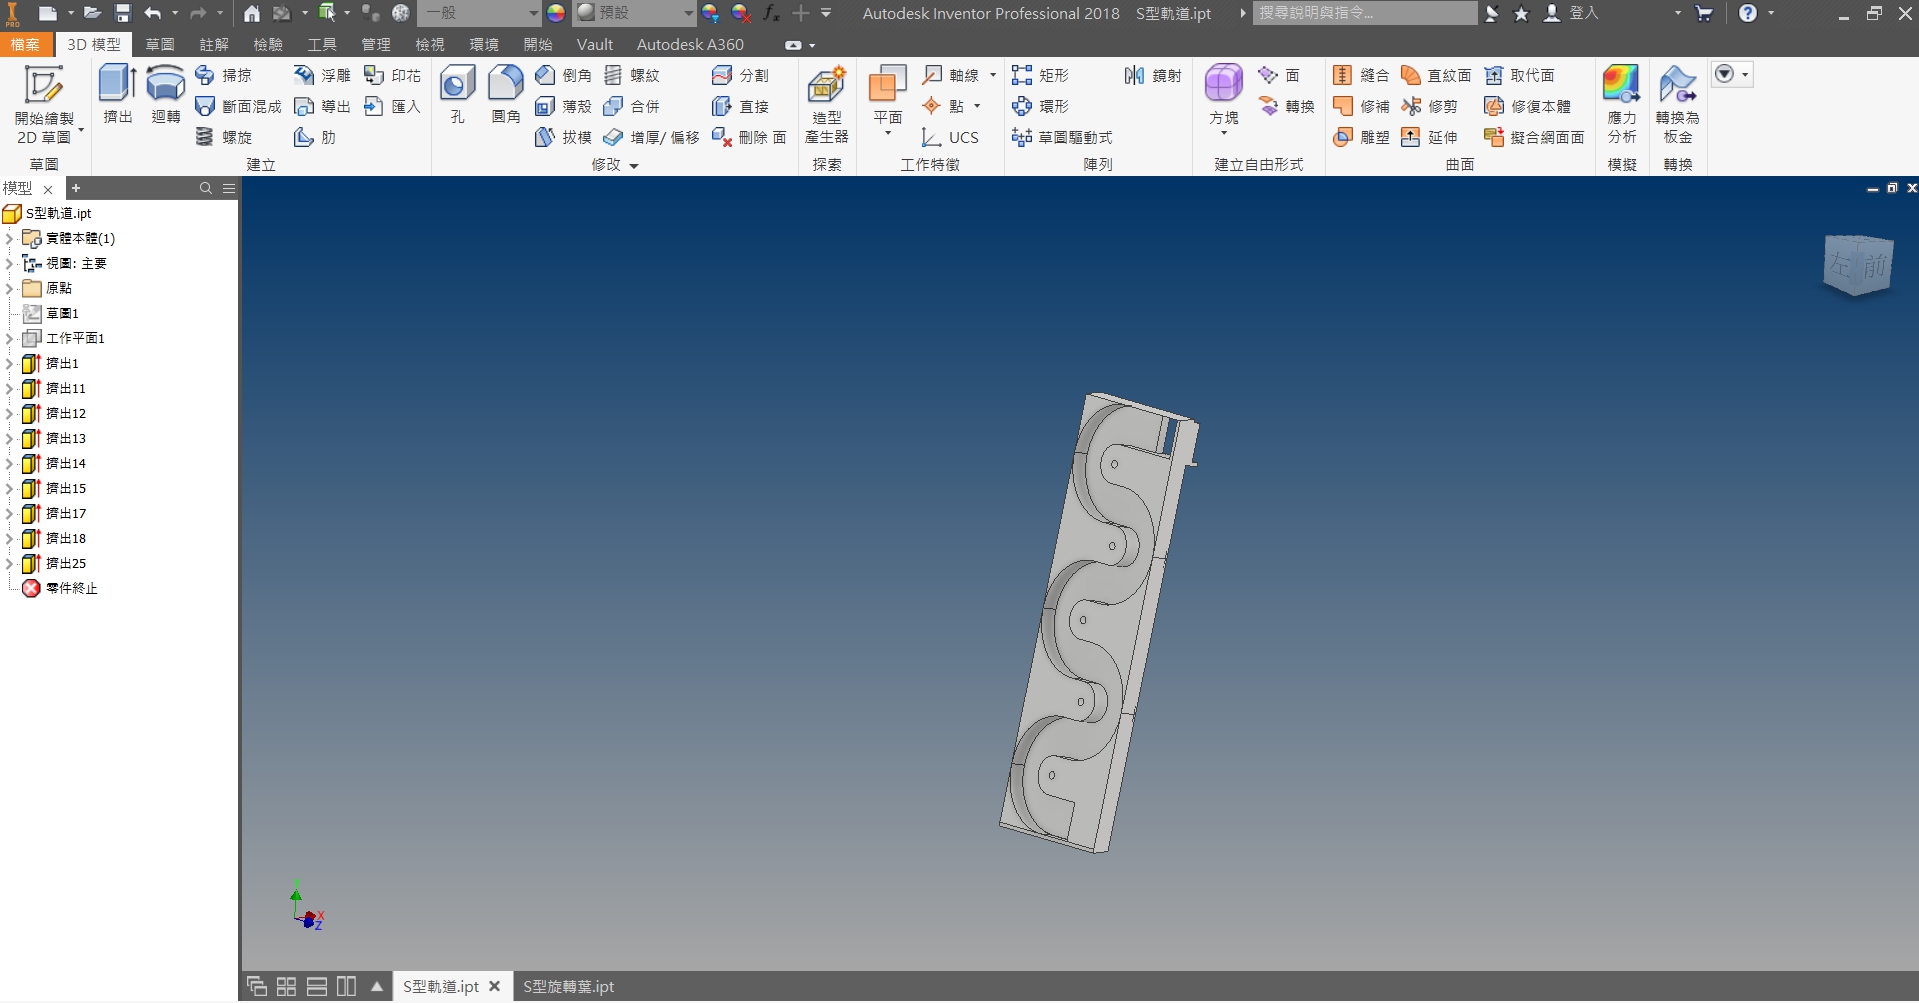 PRO
一般
預設
fx
Autodesk Inventor Professional 2018 S型軌道.ipt
搜尋說明與指令...
登入
檔案 3D 模型 草圖 註解 檢驗 工具 管理 檢視 環境 開始 Vault Autodesk A360
開始繪製
2D 草圖
草圖
擠出
迴轉
掃掠
斷面混成
螺旋
浮雕
導出
肋
印花
匯入
建立
孔
圓角
倒角
薄殼
拔模
螺紋
合併
增厚/ 偏移
分割
直接
刪除 面
修改
造型
產生器
探索
平面
軸線
點
UCS
工作特徵
矩形
環形
草圖驅動式
鏡射
陣列
方塊
面
轉換
建立自由形式
縫合
修補
雕塑
直紋面
修剪
延伸
取代面
修復本體
擬合網面面
曲面
應力
分析
模擬
轉換為
板金
轉換
模型
S型軌道.ipt
實體本體(1)
視圖: 主要
原點
草圖1
工作平面1
擠出1
擠出11
擠出12
擠出13
擠出14
擠出15
擠出17
擠出18
擠出25
零件終止
左 前
Y
X
Z
S型軌道.ipt
S型旋轉葉.ipt